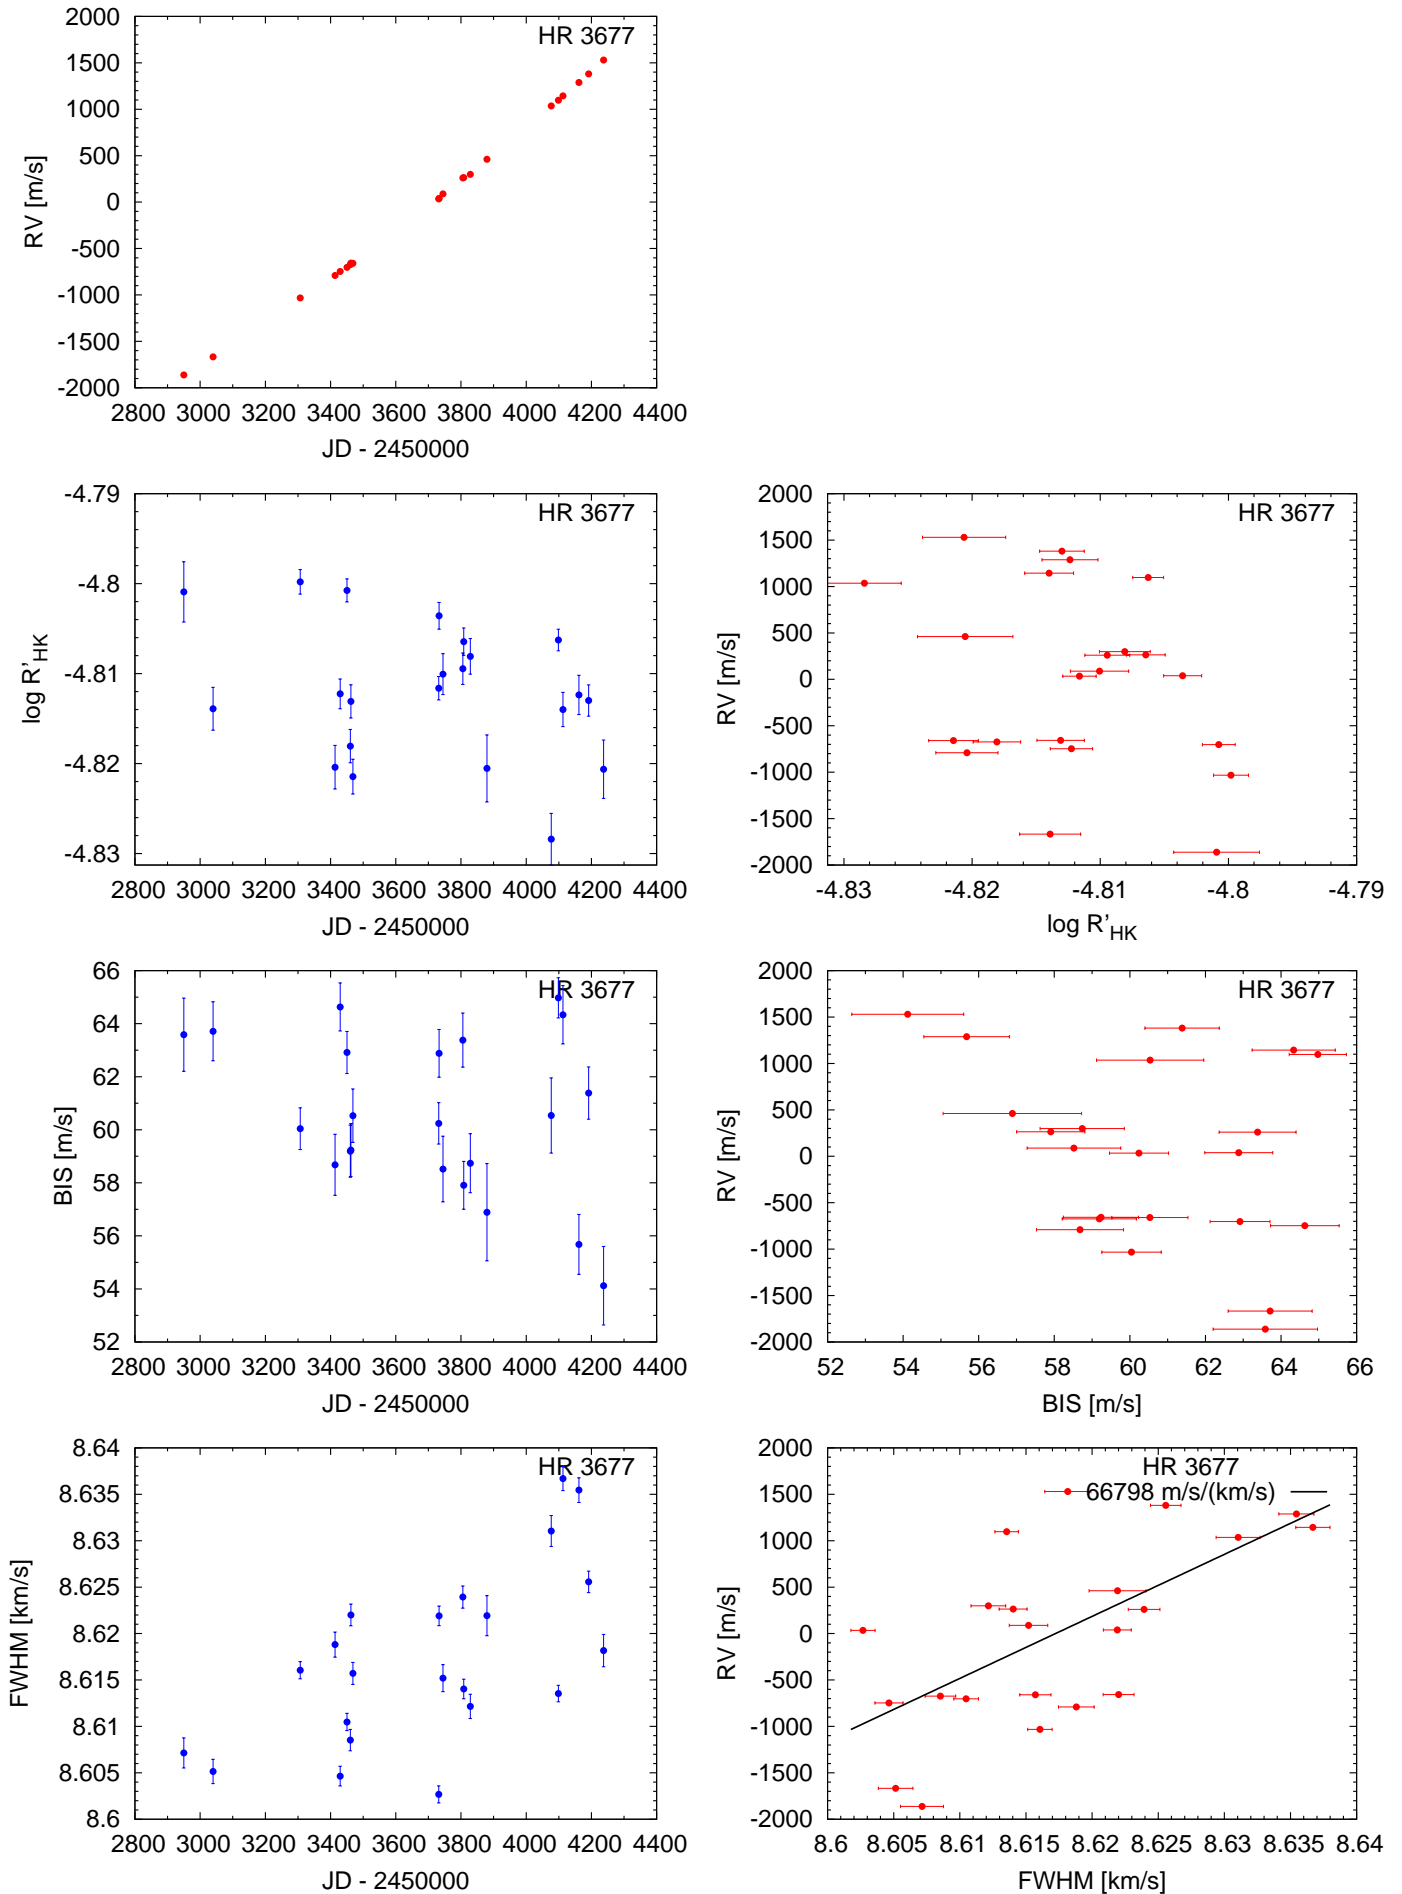 2000
1500
1000
500
0
-500
-1000
-1500
-2000
RV [m/s]
HR 3677
2800 3000 3200 3400 3600 3800 4000 4200 4400
JD - 2450000
-4.79
-4.8
-4.81
-4.82
-4.83
log R'HK
HR 3677
2800 3000 3200 3400 3600 3800 4000 4200 4400
JD - 2450000
2000
1500
1000
500
0
-500
-1000
-1500
-2000
RV [m/s]
HR 3677
-4.83 -4.82 -4.81 -4.8 -4.79
log R'HK
66
64
62
60
58
56
54
52
BIS [m/s]
HR 3677
2800 3000 3200 3400 3600 3800 4000 4200 4400
JD - 2450000
2000
1500
1000
500
0
-500
-1000
-1500
-2000
RV [m/s]
HR 3677
52 54 56 58 60 62 64 66
BIS [m/s]
8.64
8.635
8.63
8.625
8.62
8.615
8.61
8.605
8.6
FWHM [km/s]
HR 3677
2800 3000 3200 3400 3600 3800 4000 4200 4400
JD - 2450000
2000
1500
1000
500
0
-500
-1000
-1500
-2000
RV [m/s]
HR 3677
66798 m/s/(km/s)
8.6 8.605 8.61 8.615 8.62 8.625 8.63 8.635 8.64
FWHM [km/s]